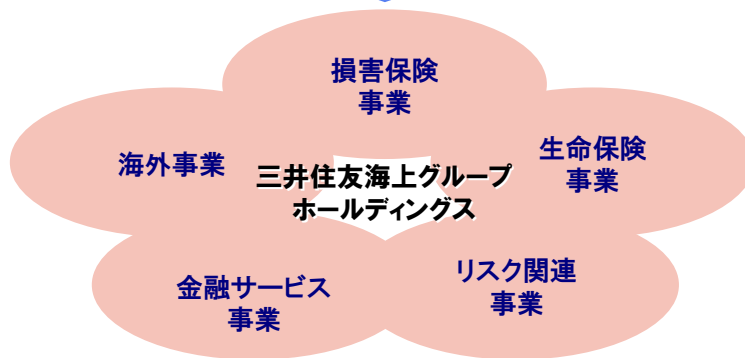 損害保険
事業
海外事業
生命保険
事業
三井住友海上グループ
ホールディングス
金融サービス
事業
リスク関連
事業